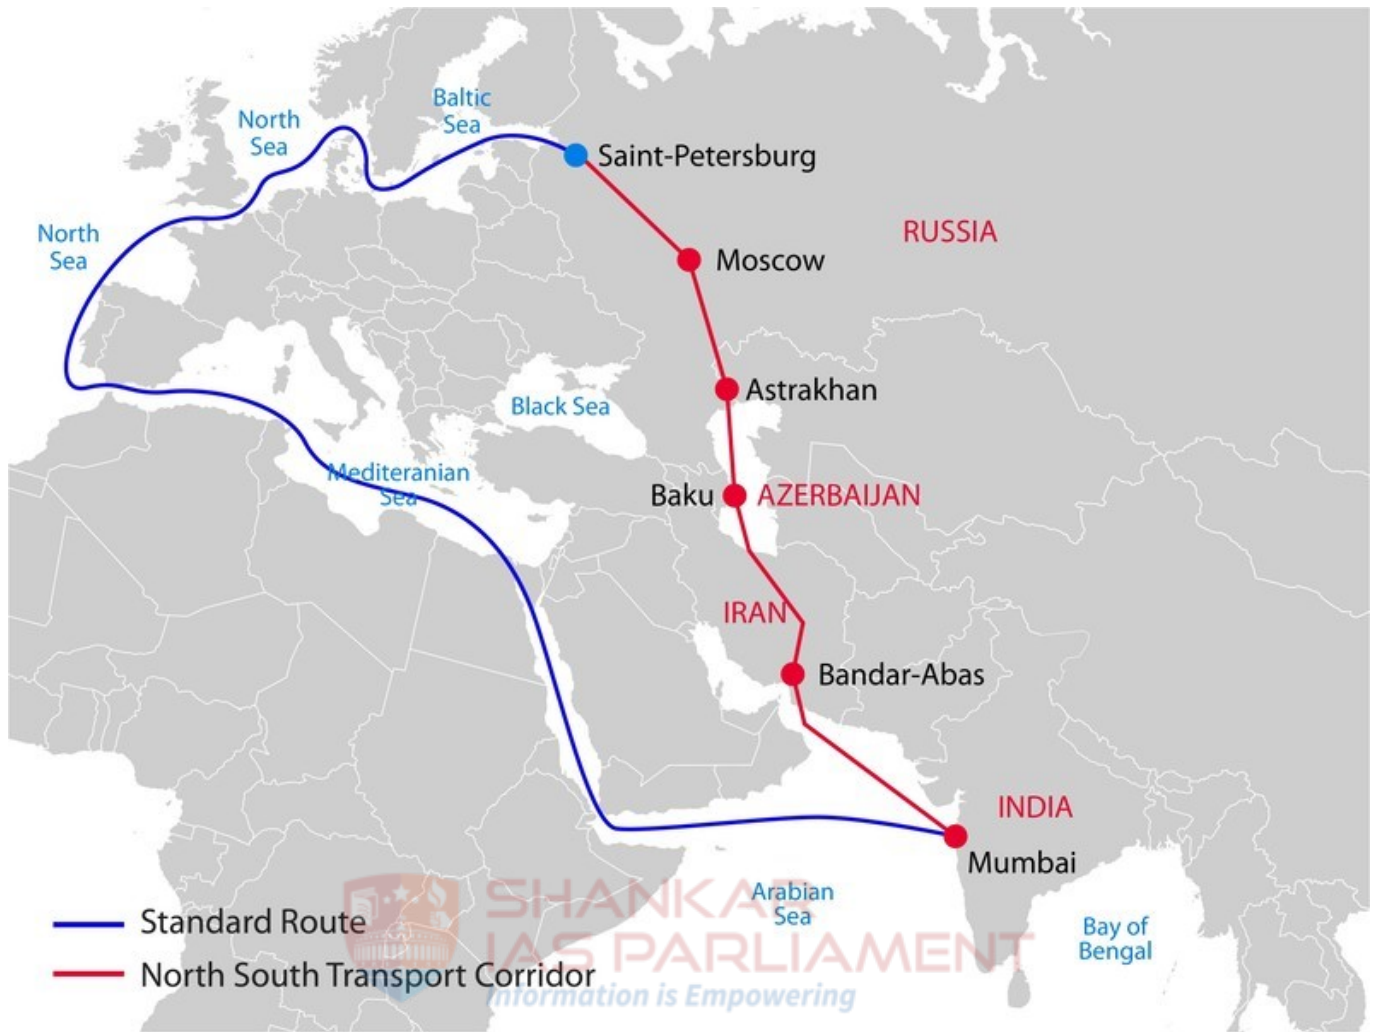 Baltic
Sea
North
Sea
Saint-Petersburg
North
Sea
RUSSIA
Moscow
Astrakhan
Black Sea
Mediteranian
Sea
Baku
AZERBAIJAN
IRAN
Bandar-Abas
INDIA
Mumbai
Arabian
Sea
Bay of
Bengal
Standard Route
North South Transport Corridor
SHANKAR
IAS PARLIAMENT
Information is Empowering